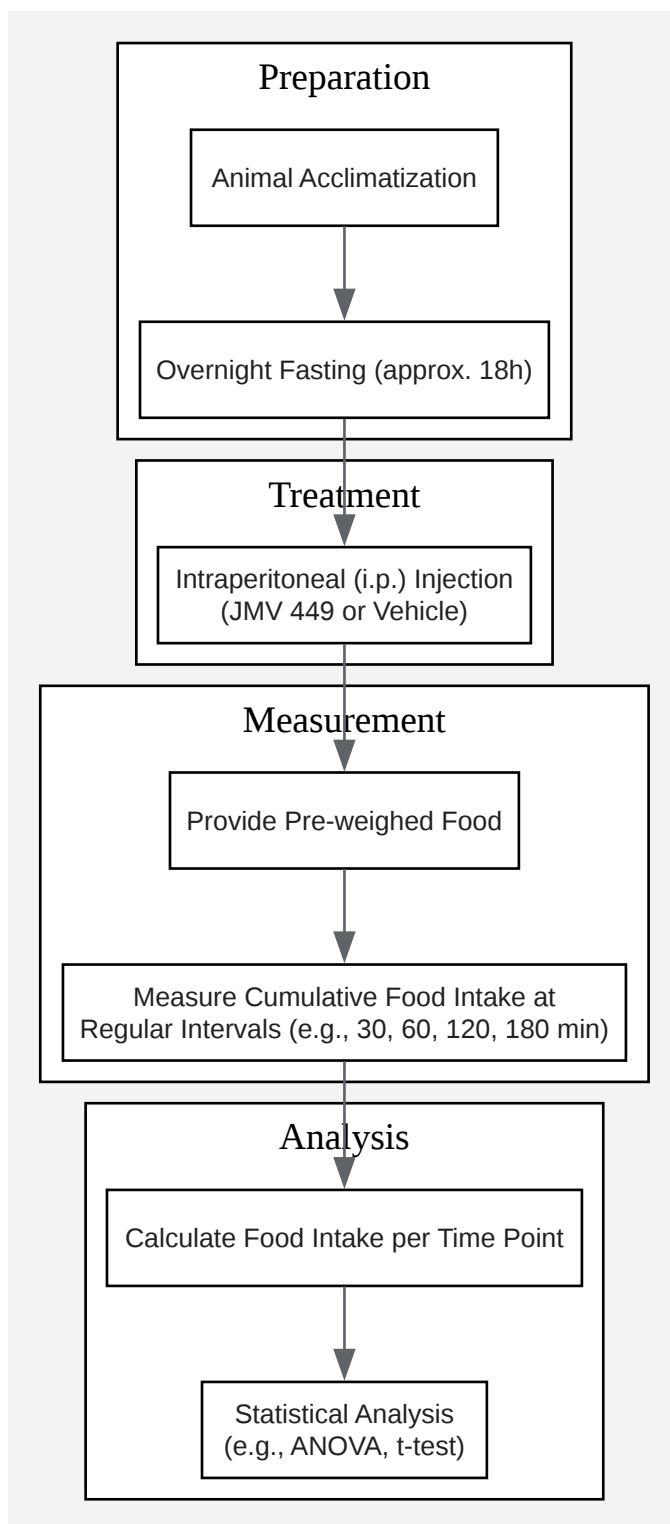 Preparation
Animal Acclimatization
Overnight Fasting (approx. 18h)
Treatment
Intraperitoneal (i.p.) Injection
(JMV 449 or Vehicle)
Measurement
Provide Pre-weighed Food
Measure Cumulative Food Intake at
Regular Intervals (e.g., 30, 60, 120, 180 min)
Analysis
Calculate Food Intake per Time Point
Statistical Analysis
(e.g., ANOVA, t-test)